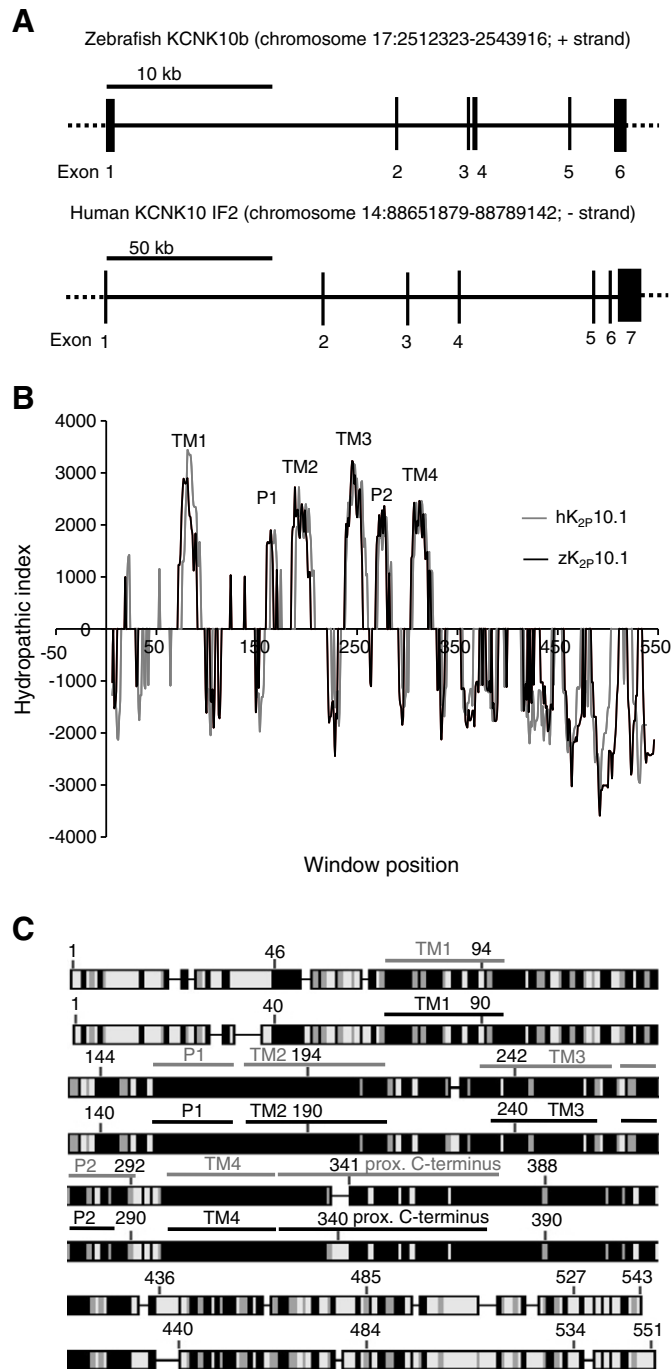 A
Zebrafish KCNK10b (chromosome 17:2512323-2543916; + strand)
10 kb
Exon 1 2 3 4 5 6
Human KCNK10 IF2 (chromosome 14:88651879-88789142; - strand)
50 kb
Exon 1 2 3 4 5 6 7
B
4000
3000
2000
1000
0
-1000
-2000
-3000
-4000
Hydropathic index
TM1
P1
TM2
TM3
P2
TM4
hK2P10.1
zK2P10.1
-50 50 150 250 350 450 550
Window position
C
1 46 TM1 94
1 40 TM1 90
144 P1 TM2 194 242 TM3
140 P1 TM2 190 240 TM3
P2 292 TM4 341 prox. C-terminus 388
P2 290 TM4 340 prox. C-terminus 390
436 485 527 543
440 484 534 551